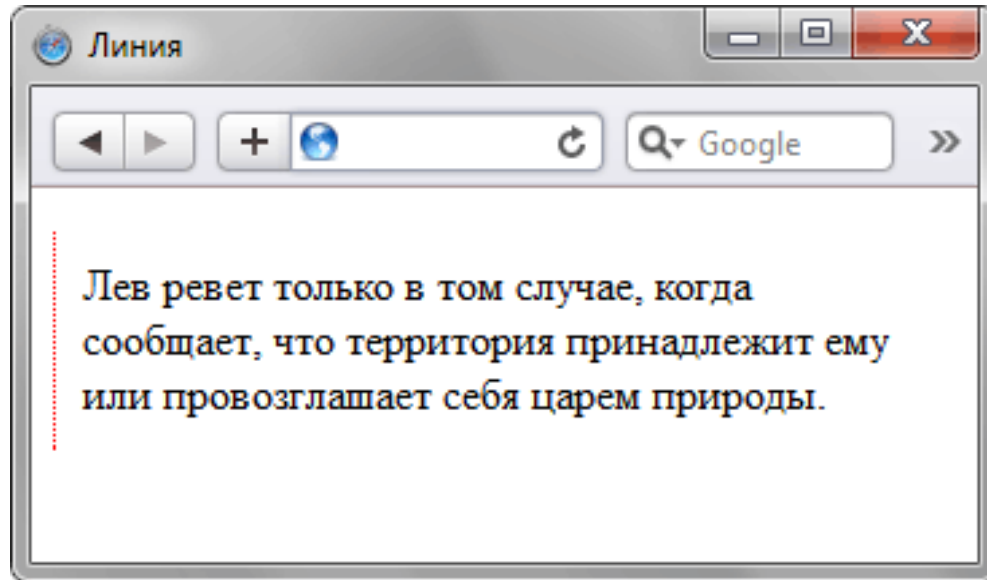 Линия
Google
Лев ревет только в том случае, когда
сообщает, что территория принадлежит ему
или провозглашает себя царем природы.